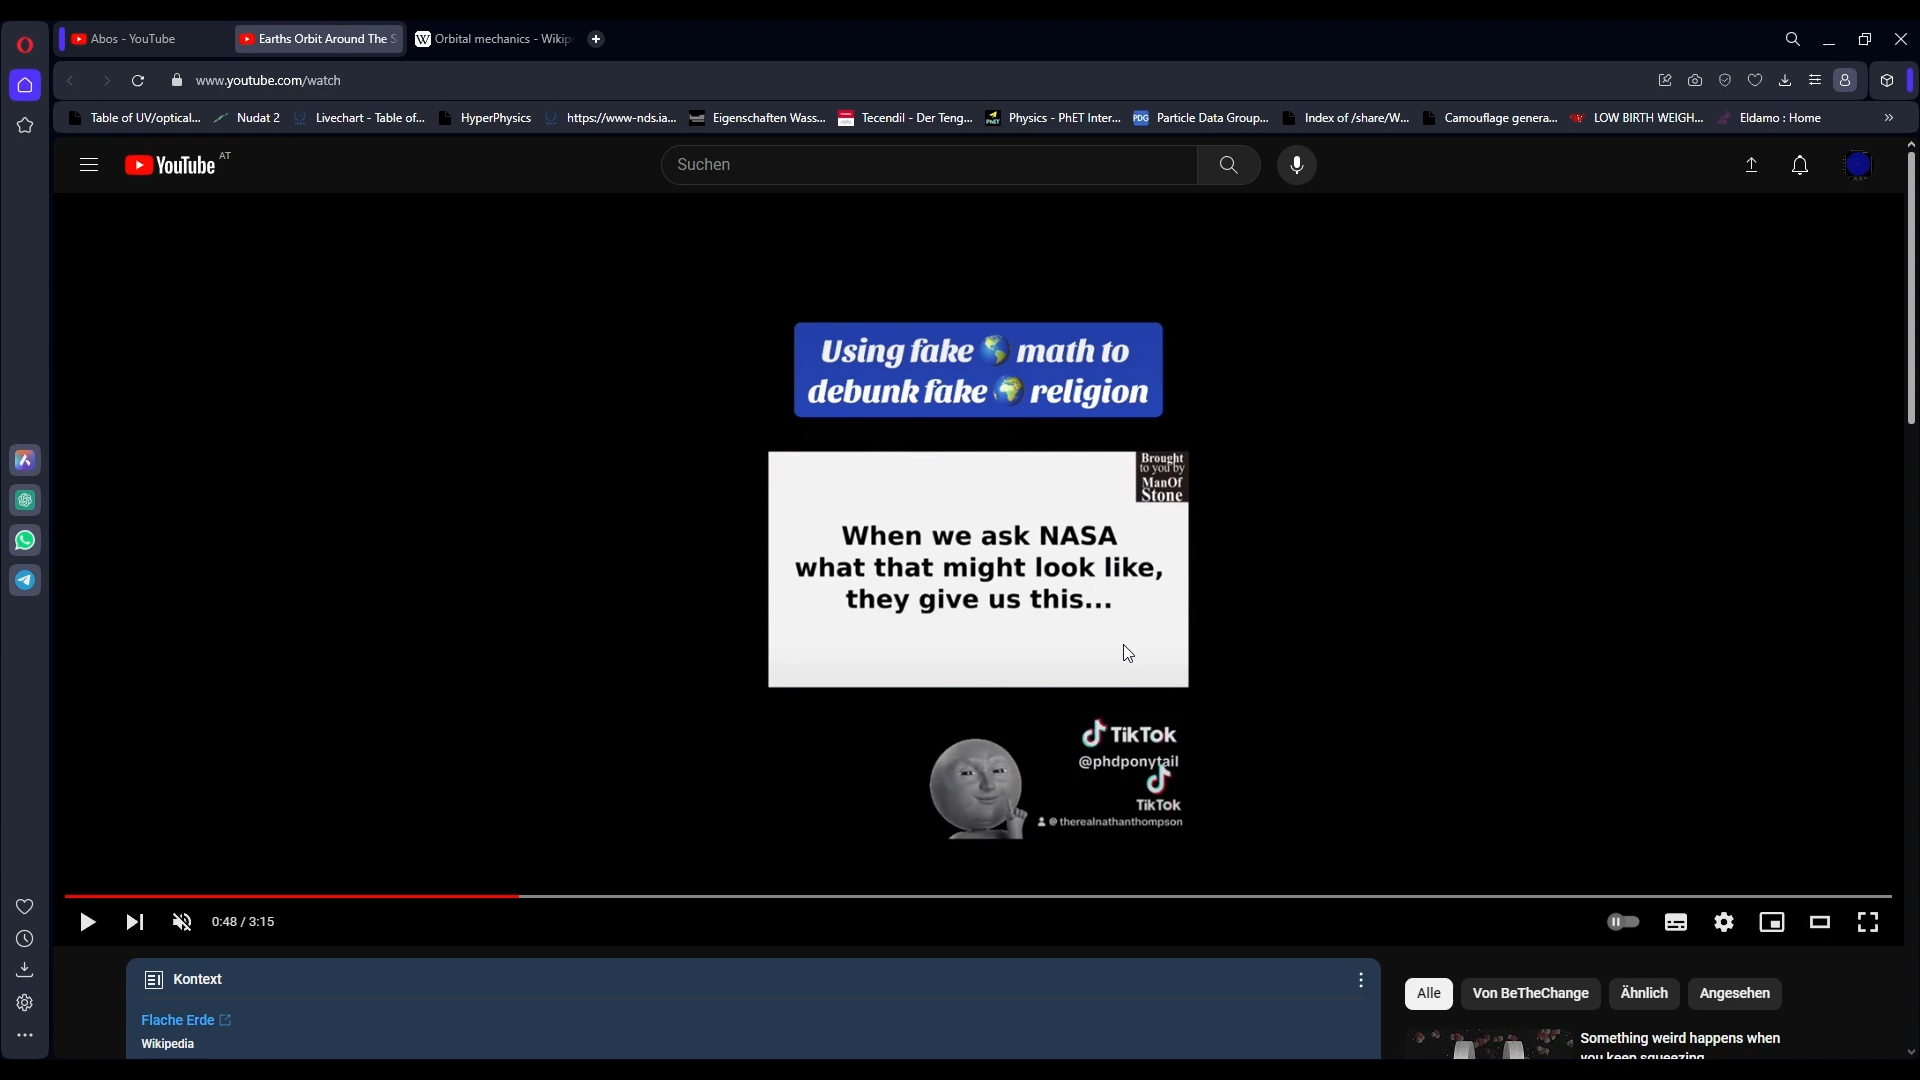 Abos - YouTube
Earths Orbit Around The S
Orbital mechanics - Wikip
www.youtube.com/watch
Table of UV/optical...
Nudat 2
Livechart - Table of...
HyperPhysics
https://www-nds.ia...
Eigenschaften Wass...
Tecendil - Der Teng...
Physics - PhET Inter...
PDG
Particle Data Group...
Index of /share/W...
Camouflage genera...
LOW BIRTH WEIGH...
Eldamo : Home
YouTube
AT
Suchen
Using fake 🌎 math to
debunk fake 🌍 religion
Brought
to you by
ManOf
Stone
When we ask NASA
what that might look like,
they give us this...
TikTok
@phdponytail
TikTok
@therealnathanthompson
0:48 / 3:15
Kontext
Flache Erde
Wikipedia
Alle
Von BeTheChange
Ähnlich
Angesehen
Something weird happens when
you keep squeezing